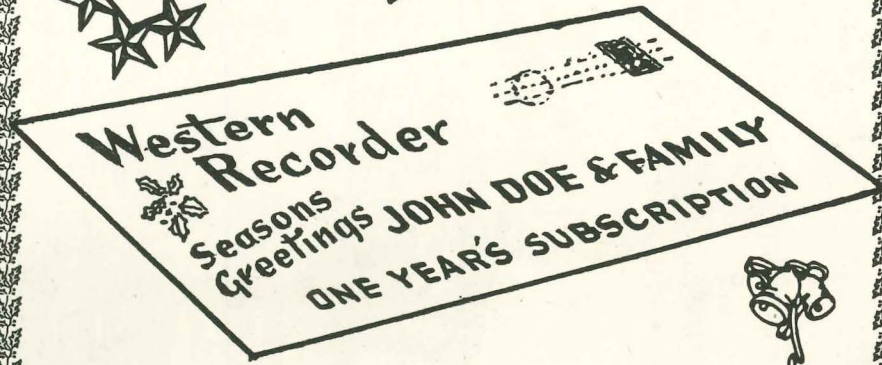 Western
Recorder
Seasons
Greetings JOHN DOE & FAMILY
ONE YEAR'S SUBSCRIPTION